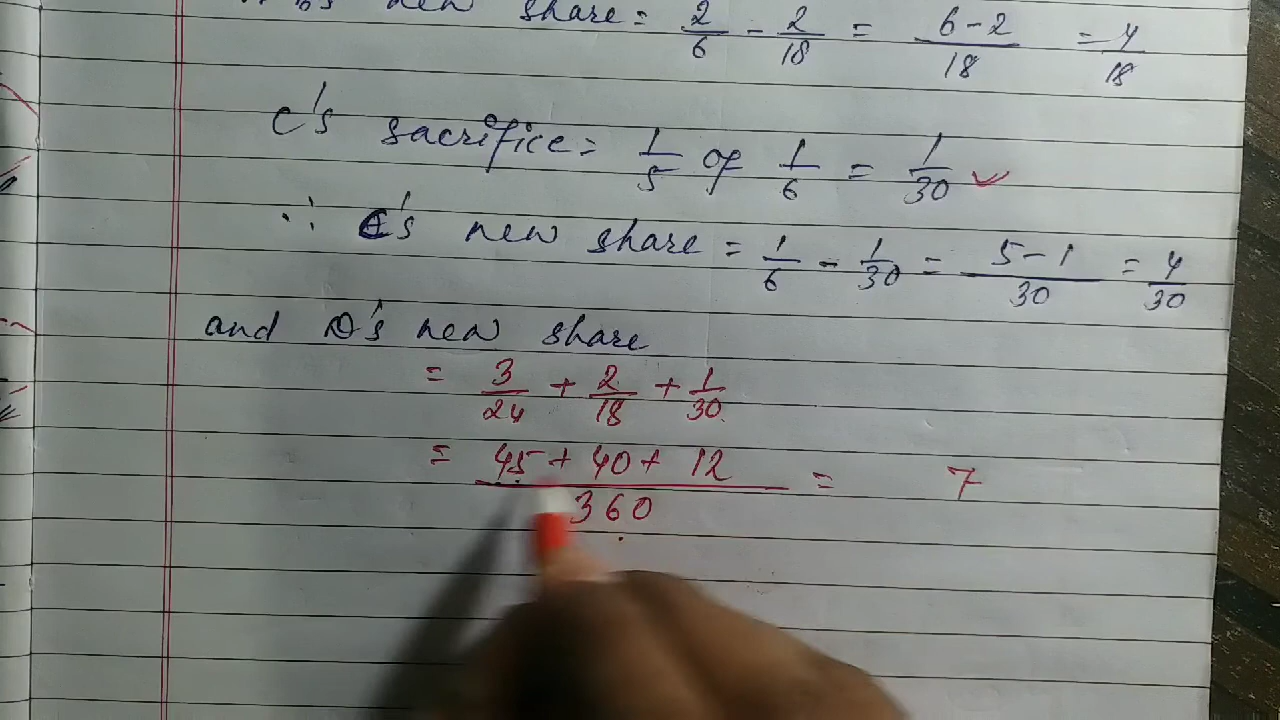 ∴ B's new share = 2/6 - 2/18 = 6-2/18 = 4/18
C's sacrifice = 1/5 of 1/6 = 1/30 ✓
∴ C's new share = 1/6 - 1/30 = 5-1/30 = 4/30
and D's new share
= 3/24 + 2/18 + 1/30
= 45 + 40 + 12/360 = 7